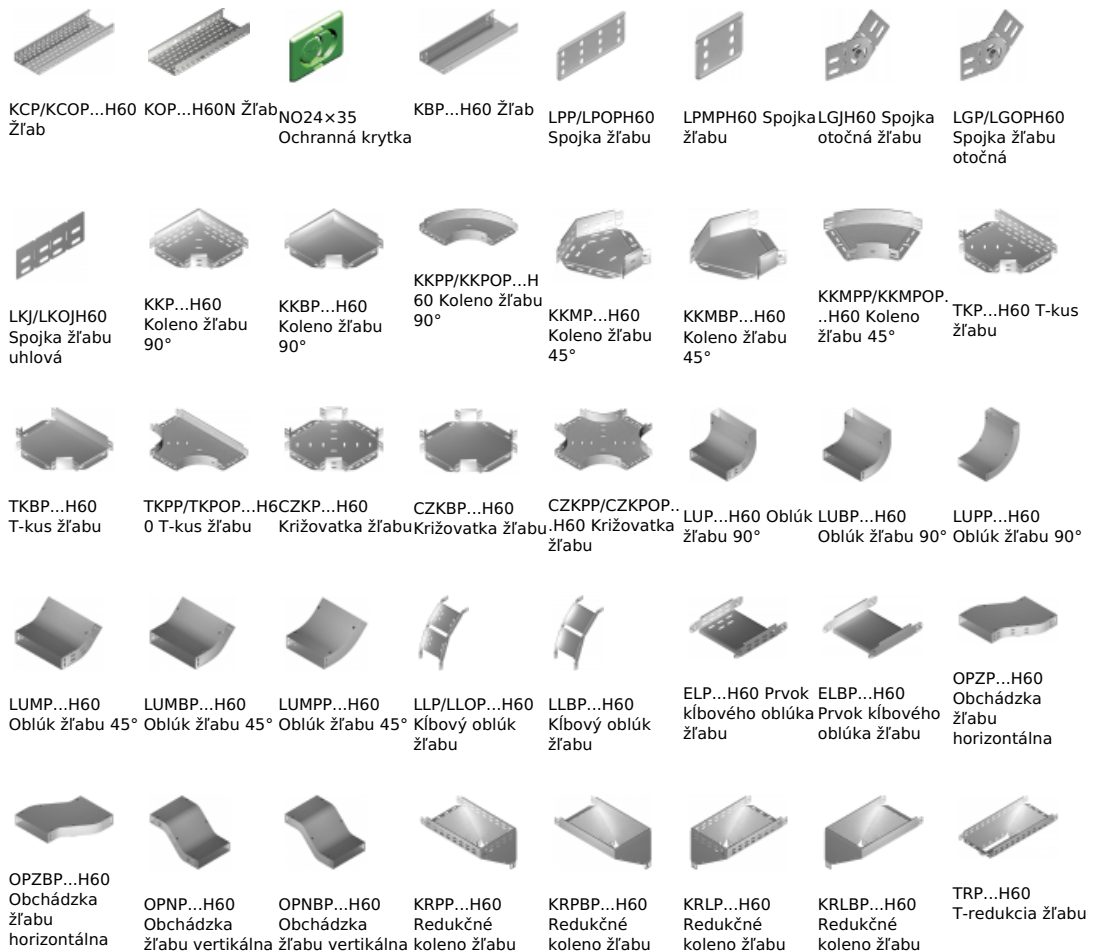 KCP/KCOP...H60
Žľab
KOP...H60N Žľab
NO24×35
Ochranná krytka
KBP...H60 Žľab
LPP/LPOPH60
Spojka žľabu
LPMPH60 Spojka
žľabu
LGJH60 Spojka
otočná žľabu
LGP/LGOPH60
Spojka žľabu
otočná
LKJ/LKOJH60
Spojka žľabu
uhlová
KKP...H60
Koleno žľabu
90°
KKBP...H60
Koleno žľabu
90°
KKPP/KKPOP...H
60 Koleno žľabu
90°
KKMP...H60
Koleno žľabu
45°
KKMBP...H60
Koleno žľabu
45°
KKMPP/KKMPOP.
..H60 Koleno
žľabu 45°
TKP...H60 T-kus
žľabu
TKBP...H60
T-kus žľabu
TKPP/TKPOP...H6
0 T-kus žľabu
CZKP...H60
Križovatka žľabu
CZKBP...H60
Križovatka žľabu
CZKPP/CZKPOP..
.H60 Križovatka
žľabu
LUP...H60 Oblúk
žľabu 90°
LUBP...H60
Oblúk žľabu 90°
LUPP...H60
Oblúk žľabu 90°
LUMP...H60
Oblúk žľabu 45°
LUMBP...H60
Oblúk žľabu 45°
LUMPP...H60
Oblúk žľabu 45°
LLP/LLOP...H60
Kĺbový oblúk
žľabu
LLBP...H60
Kĺbový oblúk
žľabu
ELP...H60 Prvok
kĺbového oblúka
žľabu
ELBP...H60
Prvok kĺbového
oblúka žľabu
OPZP...H60
Obchádzka
žľabu
horizontálna
OPZBP...H60
Obchádzka
žľabu
horizontálna
OPNP...H60
Obchádzka
žľabu vertikálna
OPNBP...H60
Obchádzka
žľabu vertikálna
KRPP...H60
Redukčné
koleno žľabu
KRPBP...H60
Redukčné
koleno žľabu
KRLP...H60
Redukčné
koleno žľabu
KRLBP...H60
Redukčné
koleno žľabu
TRP...H60
T-redukcia žľabu